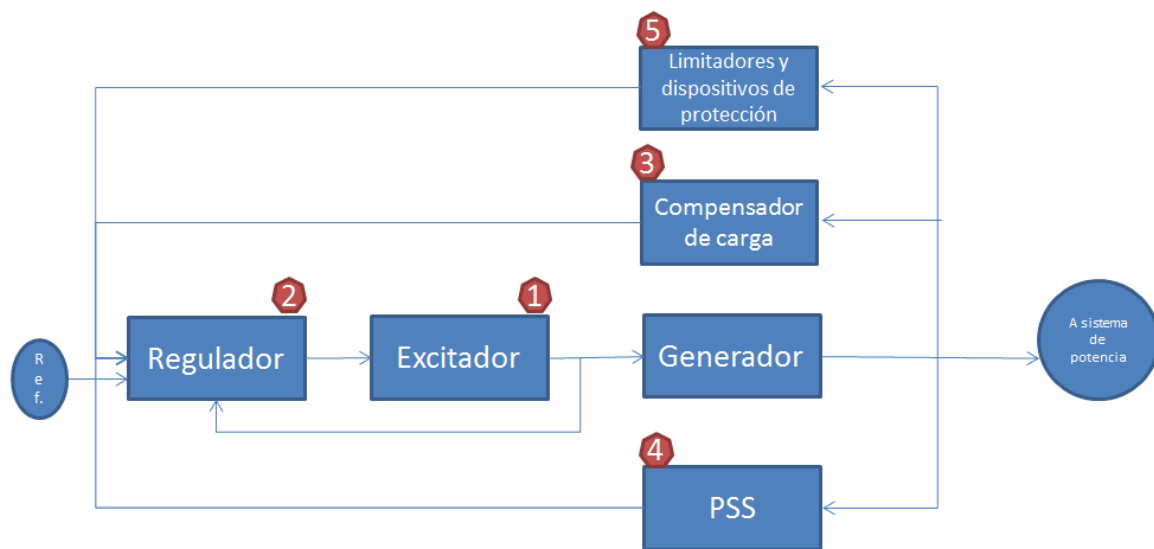 5
Limitadores y
dispositivos de
protección
3
Compensador
de carga
2
Regulador
1
Excitador
Generador
A sistema
de
potencia
R
e
f.
4
PSS